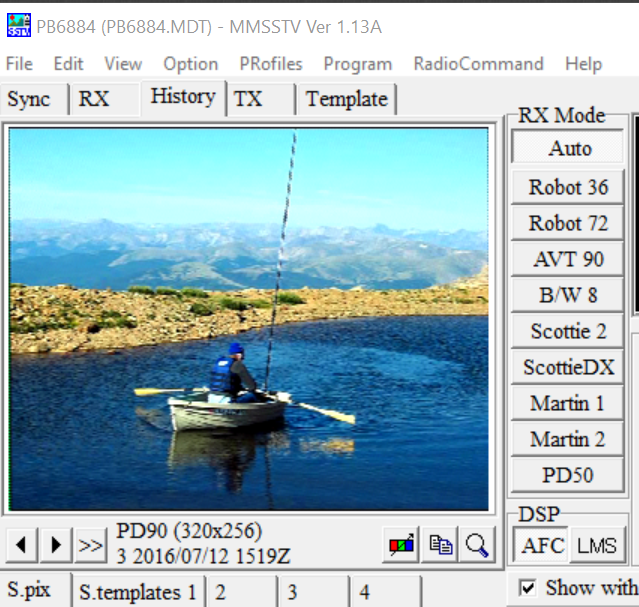 PB6884 (PB6884.MDT) - MMSSTV Ver 1.13A
File Edit View Option PRofiles Program RadioCommand Help
Sync RX History TX Template
RX Mode
Auto
Robot 36
Robot 72
AVT 90
B/W 8
Scottie 2
ScottieDX
Martin 1
Martin 2
PD50
DSP
AFC LMS
>> PD90 (320x256)
3 2016/07/12 1519Z
S.pix S.templates 1 2 3 4
Show with